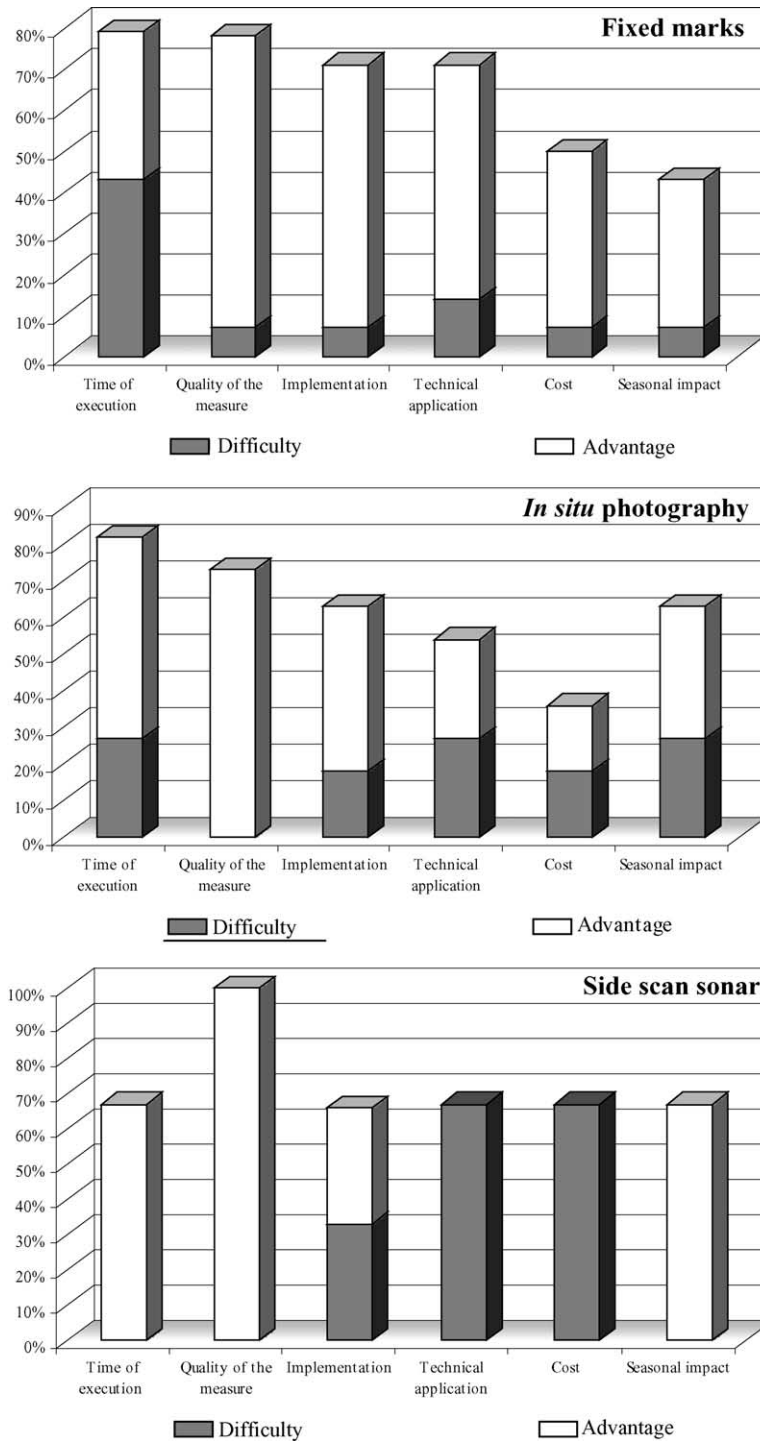 Fixed marks
80%
70%
60%
50%
40%
30%
20%
10%
0%
Time of execution
Quality of the measure
Implementation
Technical application
Cost
Seasonal impact
Difficulty
Advantage
In situ photography
90%
80%
70%
60%
50%
40%
30%
20%
10%
0%
Time of execution
Quality of the measure
Implementation
Technical application
Cost
Seasonal impact
Difficulty
Advantage
Side scan sonar
100%
90%
80%
70%
60%
50%
40%
30%
20%
10%
0%
Time of execution
Quality of the measure
Implementation
Technical application
Cost
Seasonal impact
Difficulty
Advantage